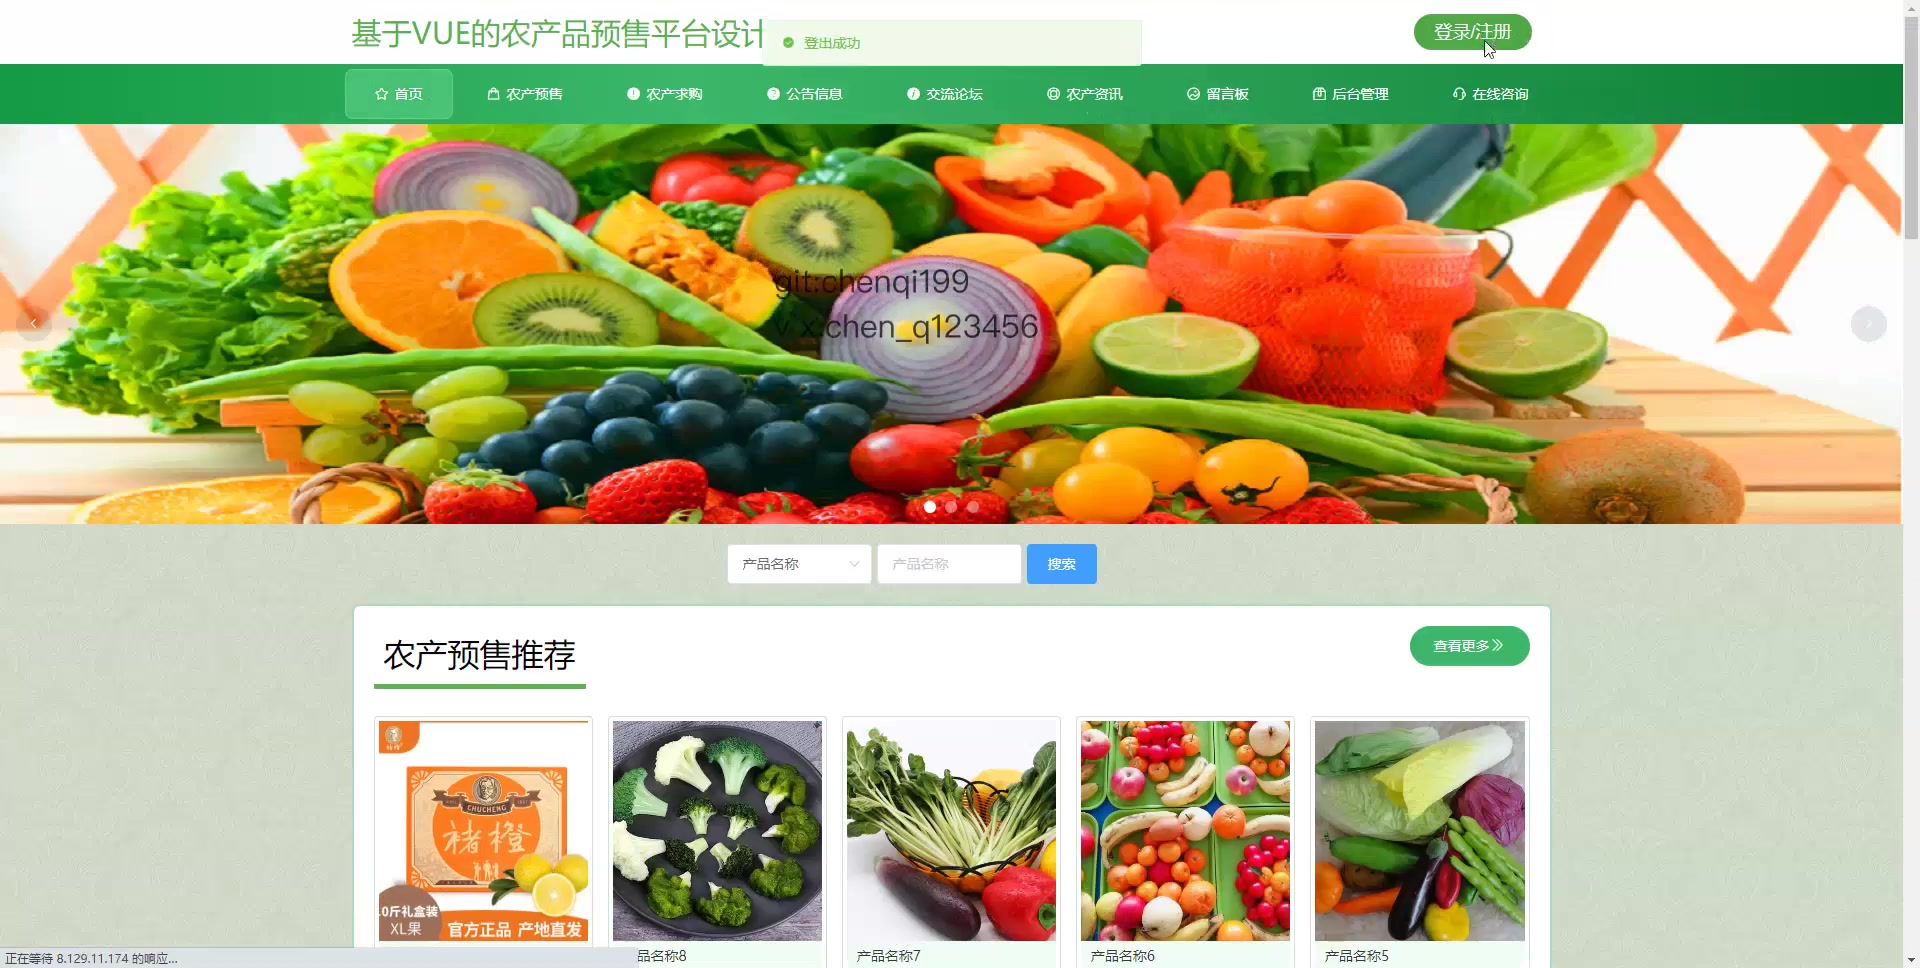 基于VUE的农产品预售平台设计
登出成功
登录/注册
首页
农产预售
农产求购
公告信息
交流论坛
农产资讯
留言板
后台管理
在线咨询
git:chenqi199
v x:chen_q123456
产品名称
产品名称
搜索
农产预售推荐
查看更多
CHUCHENG
褚橙
0斤礼盒装
XL果
官方正品 产地直发
品名称8
产品名称7
产品名称6
产品名称5
正在等待 8.129.11.174 的响应...